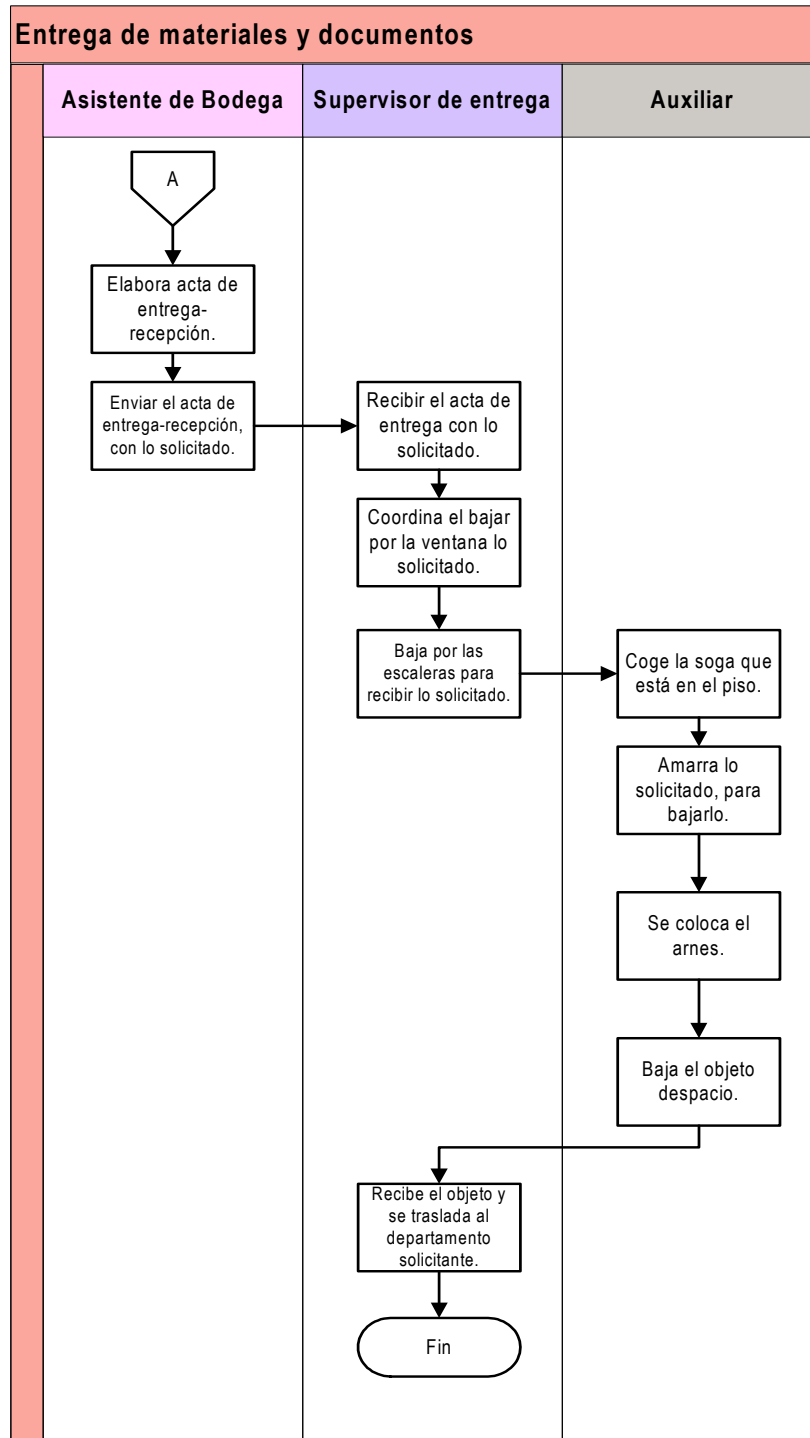 Entrega de materiales y documentos
Asistente de Bodega
Supervisor de entrega
Auxiliar
A
Elabora acta de
entrega-
recepción.
Enviar el acta de
entrega-recepción,
con lo solicitado.
Recibir el acta de
entrega con lo
solicitado.
Coordina el bajar
por la ventana lo
solicitado.
Baja por las
escaleras para
recibir lo solicitado.
Coge la soga que
está en el piso.
Amarra lo
solicitado, para
bajarlo.
Se coloca el
arnes.
Baja el objeto
despacio.
Recibe el objeto y
se traslada al
departamento
solicitante.
Fin